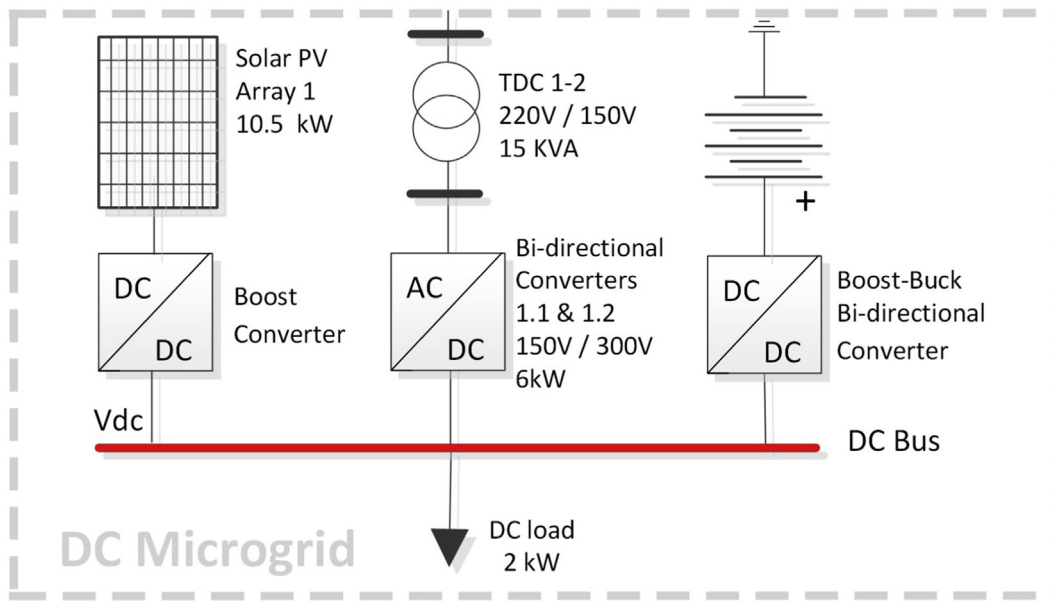 Solar PV
Array 1
10.5 kW
TDC 1-2
220V / 150V
15 KVA
+
DC
DC
Boost
Converter
AC
DC
Bi-directional
Converters
1.1 & 1.2
150V / 300V
6kW
DC
DC
Boost-Buck
Bi-directional
Converter
Vdc
DC Bus
DC load
2 kW
DC Microgrid